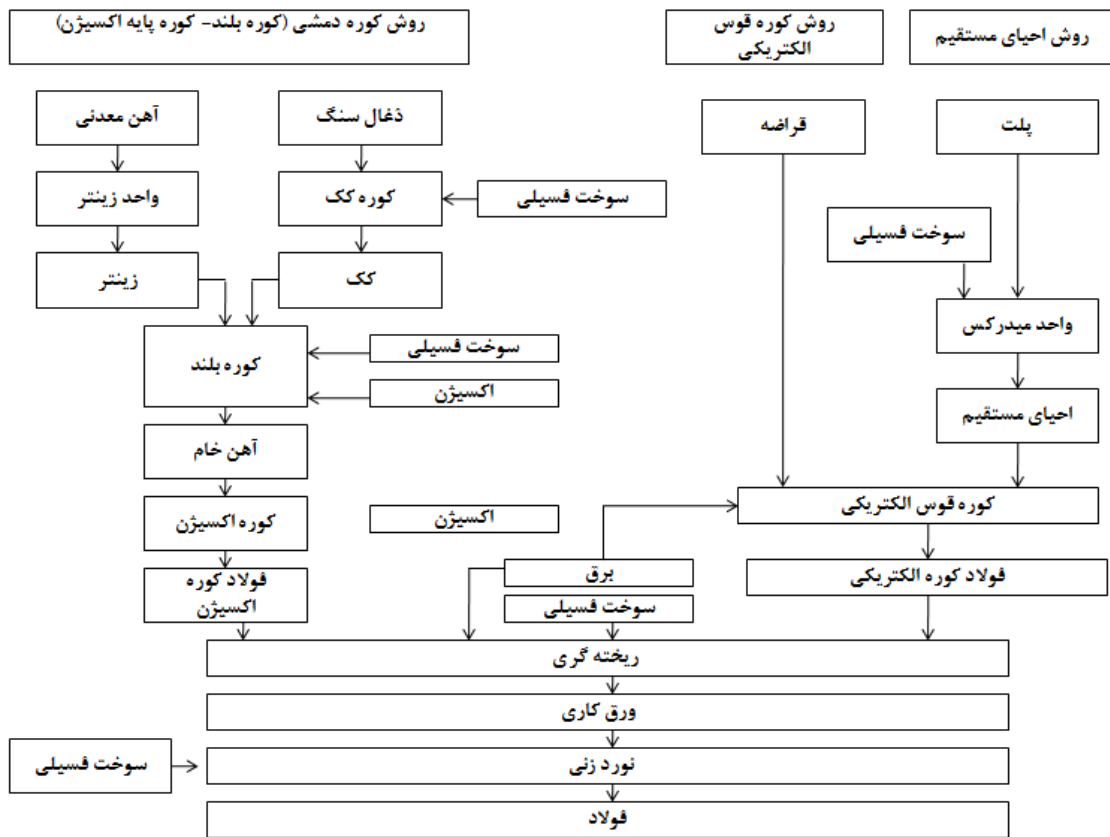 روش احیای مستقیم
روش کوره قوس
الکتریکی
روش کوره دمشی (کوره بلند- کوره پایه اکسیژن)
پلت
قراضه
ذغال سنگ
آهن معدنی
سوخت فسیلی
کوره کک
واحد زینتر
سوخت فسیلی
کک
زینتر
واحد میدرکس
سوخت فسیلی
کوره بلند
اکسیژن
احیای مستقیم
آهن خام
کوره قوس الکتریکی
اکسیژن
کوره اکسیژن
فولاد کوره الکتریکی
برق
فولاد کوره
اکسیژن
سوخت فسیلی
ریخته گری
ورق کاری
نورد زنی
سوخت فسیلی
فولاد